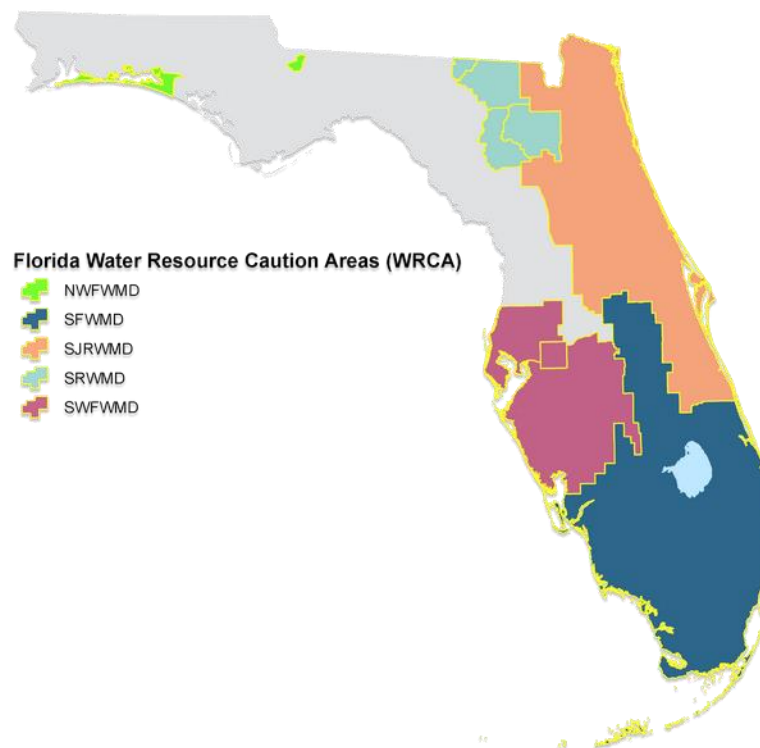 Florida Water Resource Caution Areas (WRCA)
NWFWMD
SFWMD
SJRWMD
SRWMD
SWFWMD